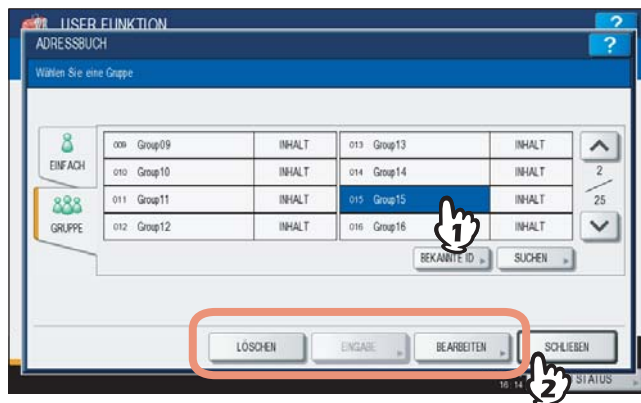 USER FUNKTION
?
ADRESSBUCH
?
Wählen Sie eine Gruppe
EINFACH
GRUPPE
009 Group09 INHALT 013 Group13 INHALT
010 Group10 INHALT 014 Group14 INHALT
011 Group11 INHALT 015 Group15 INHALT
012 Group12 INHALT 016 Group16 INHALT
2
25
1
BEKANNTE ID SUCHEN
LÖSCHEN EINGABE BEARBEITEN SCHLIEßEN
2
16:14 STATUS